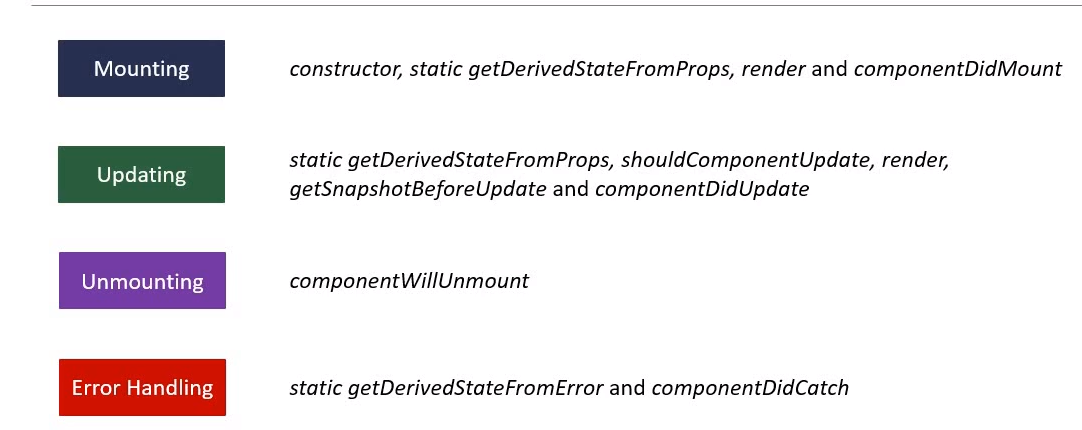 Mounting
constructor, static getDerivedStateFromProps, render and componentDidMount
Updating
static getDerivedStateFromProps, shouldComponentUpdate, render,
getSnapshotBeforeUpdate and componentDidUpdate
Unmounting
componentWillUnmount
Error Handling
static getDerivedStateFromError and componentDidCatch